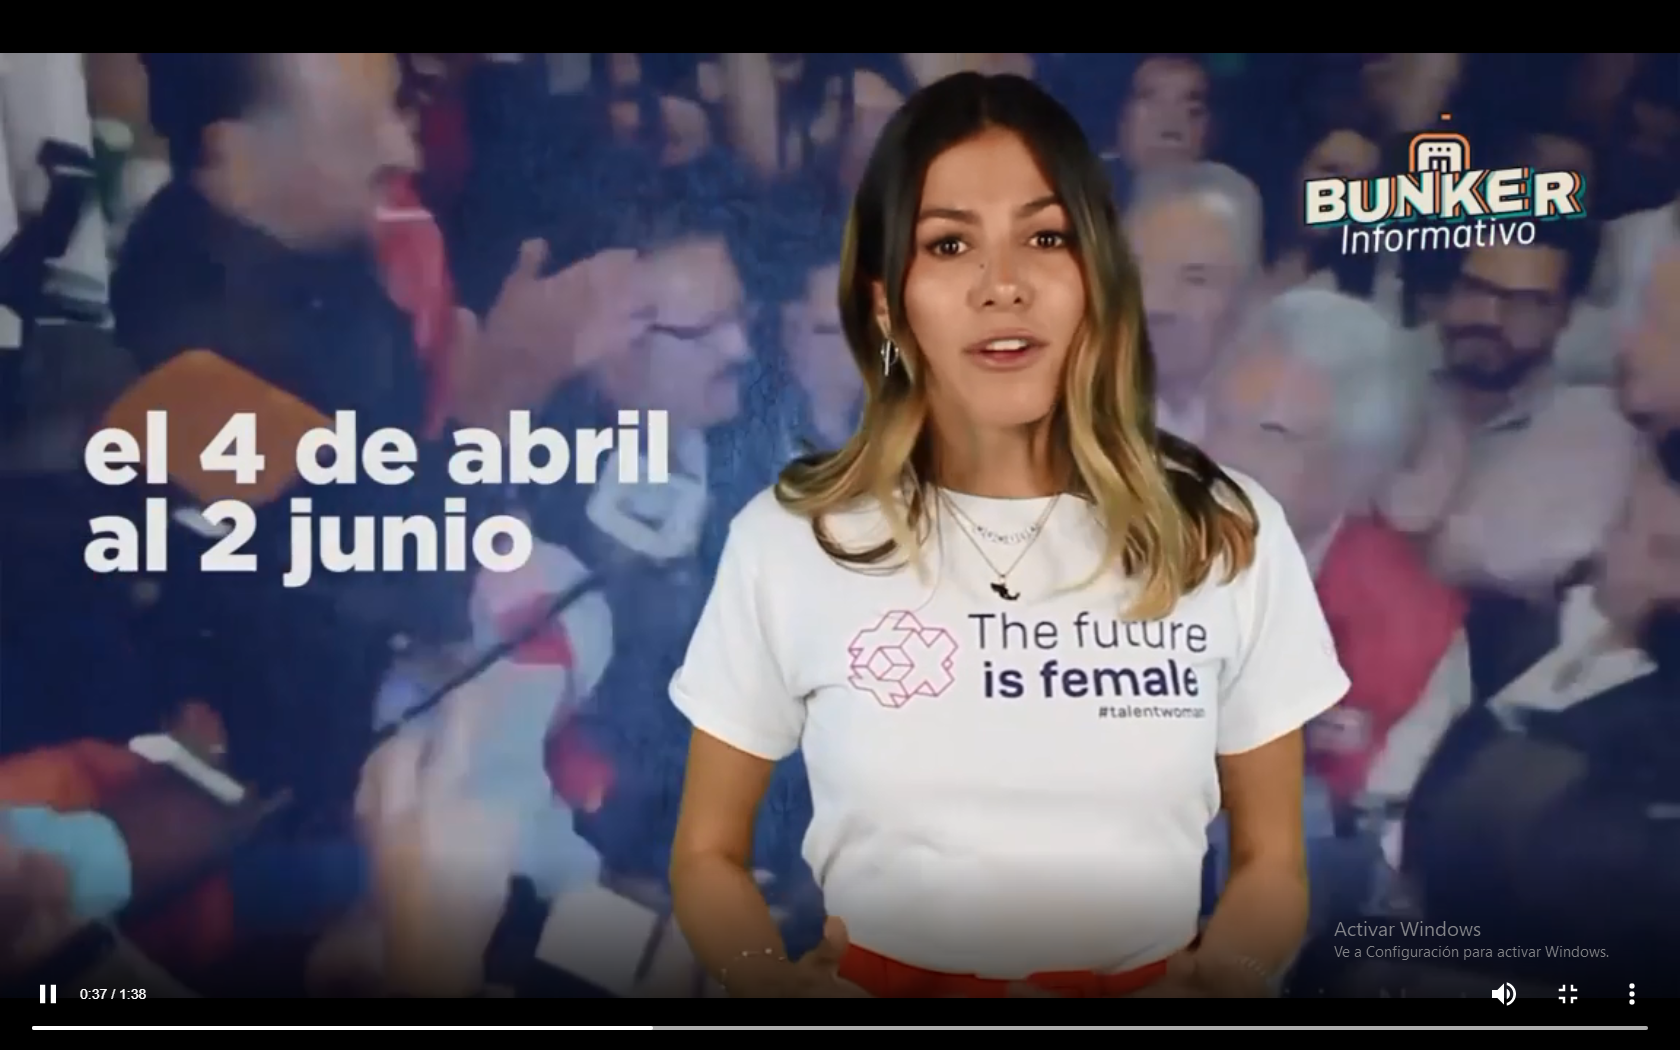 BUNKER
Informativo
el 4 de abril
al 2 junio
The future
is female
#talentwoman
Activar Windows
Ve a Configuración para activar Windows.
0:37 / 1:38